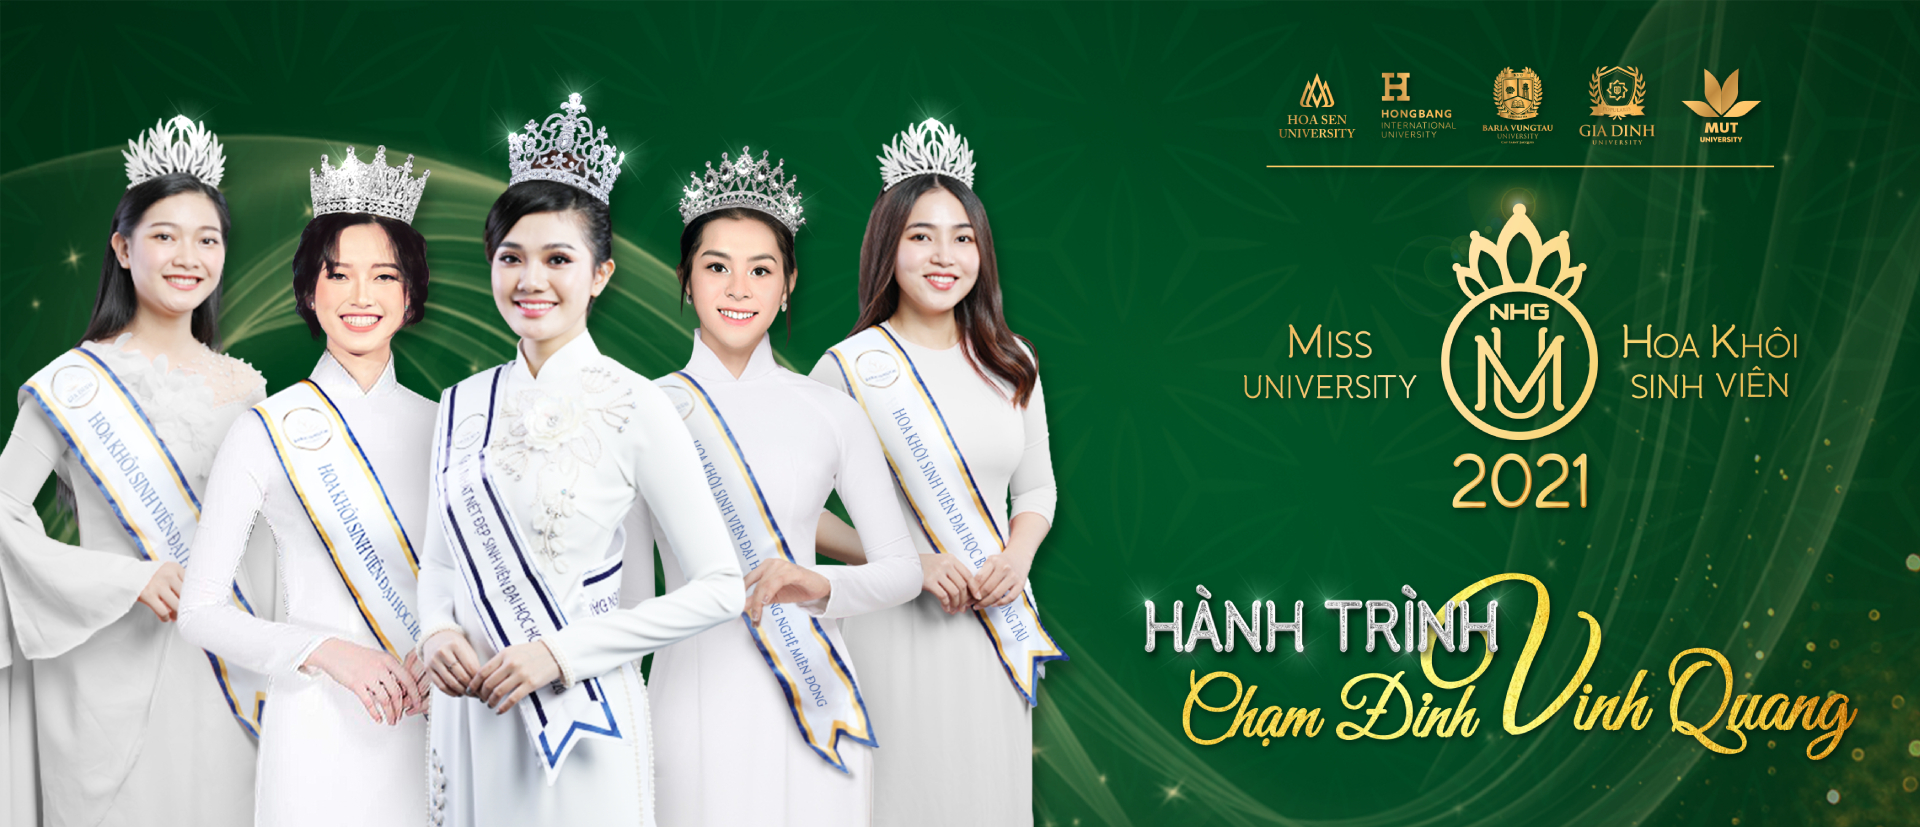 HOA SEN
UNIVERSITY
HONGBANG
INTERNATIONAL
UNIVERSITY
BARIA VUNGTAU
UNIVERSITY
GIA DINH
UNIVERSITY
MUT
UNIVERSITY
NHG
MISS
UNIVERSITY
HOA KHÔI
SINH VIÊN
2021
HÀNH TRÌNH
Chạm Đỉnh Vinh Quang
HOA KHÔI SINH VIÊN ĐẠI
HOA KHÔI SINH VIÊN ĐẠI HỌC
NÉT ĐẸP SINH VIÊN ĐẠI HỌC
HOA KHÔI SINH VIÊN ĐẠI
NG NGHỆ MIỀN ĐÔNG
HOA KHÔI SINH VIÊN ĐẠI HỌC B
NG TÀU